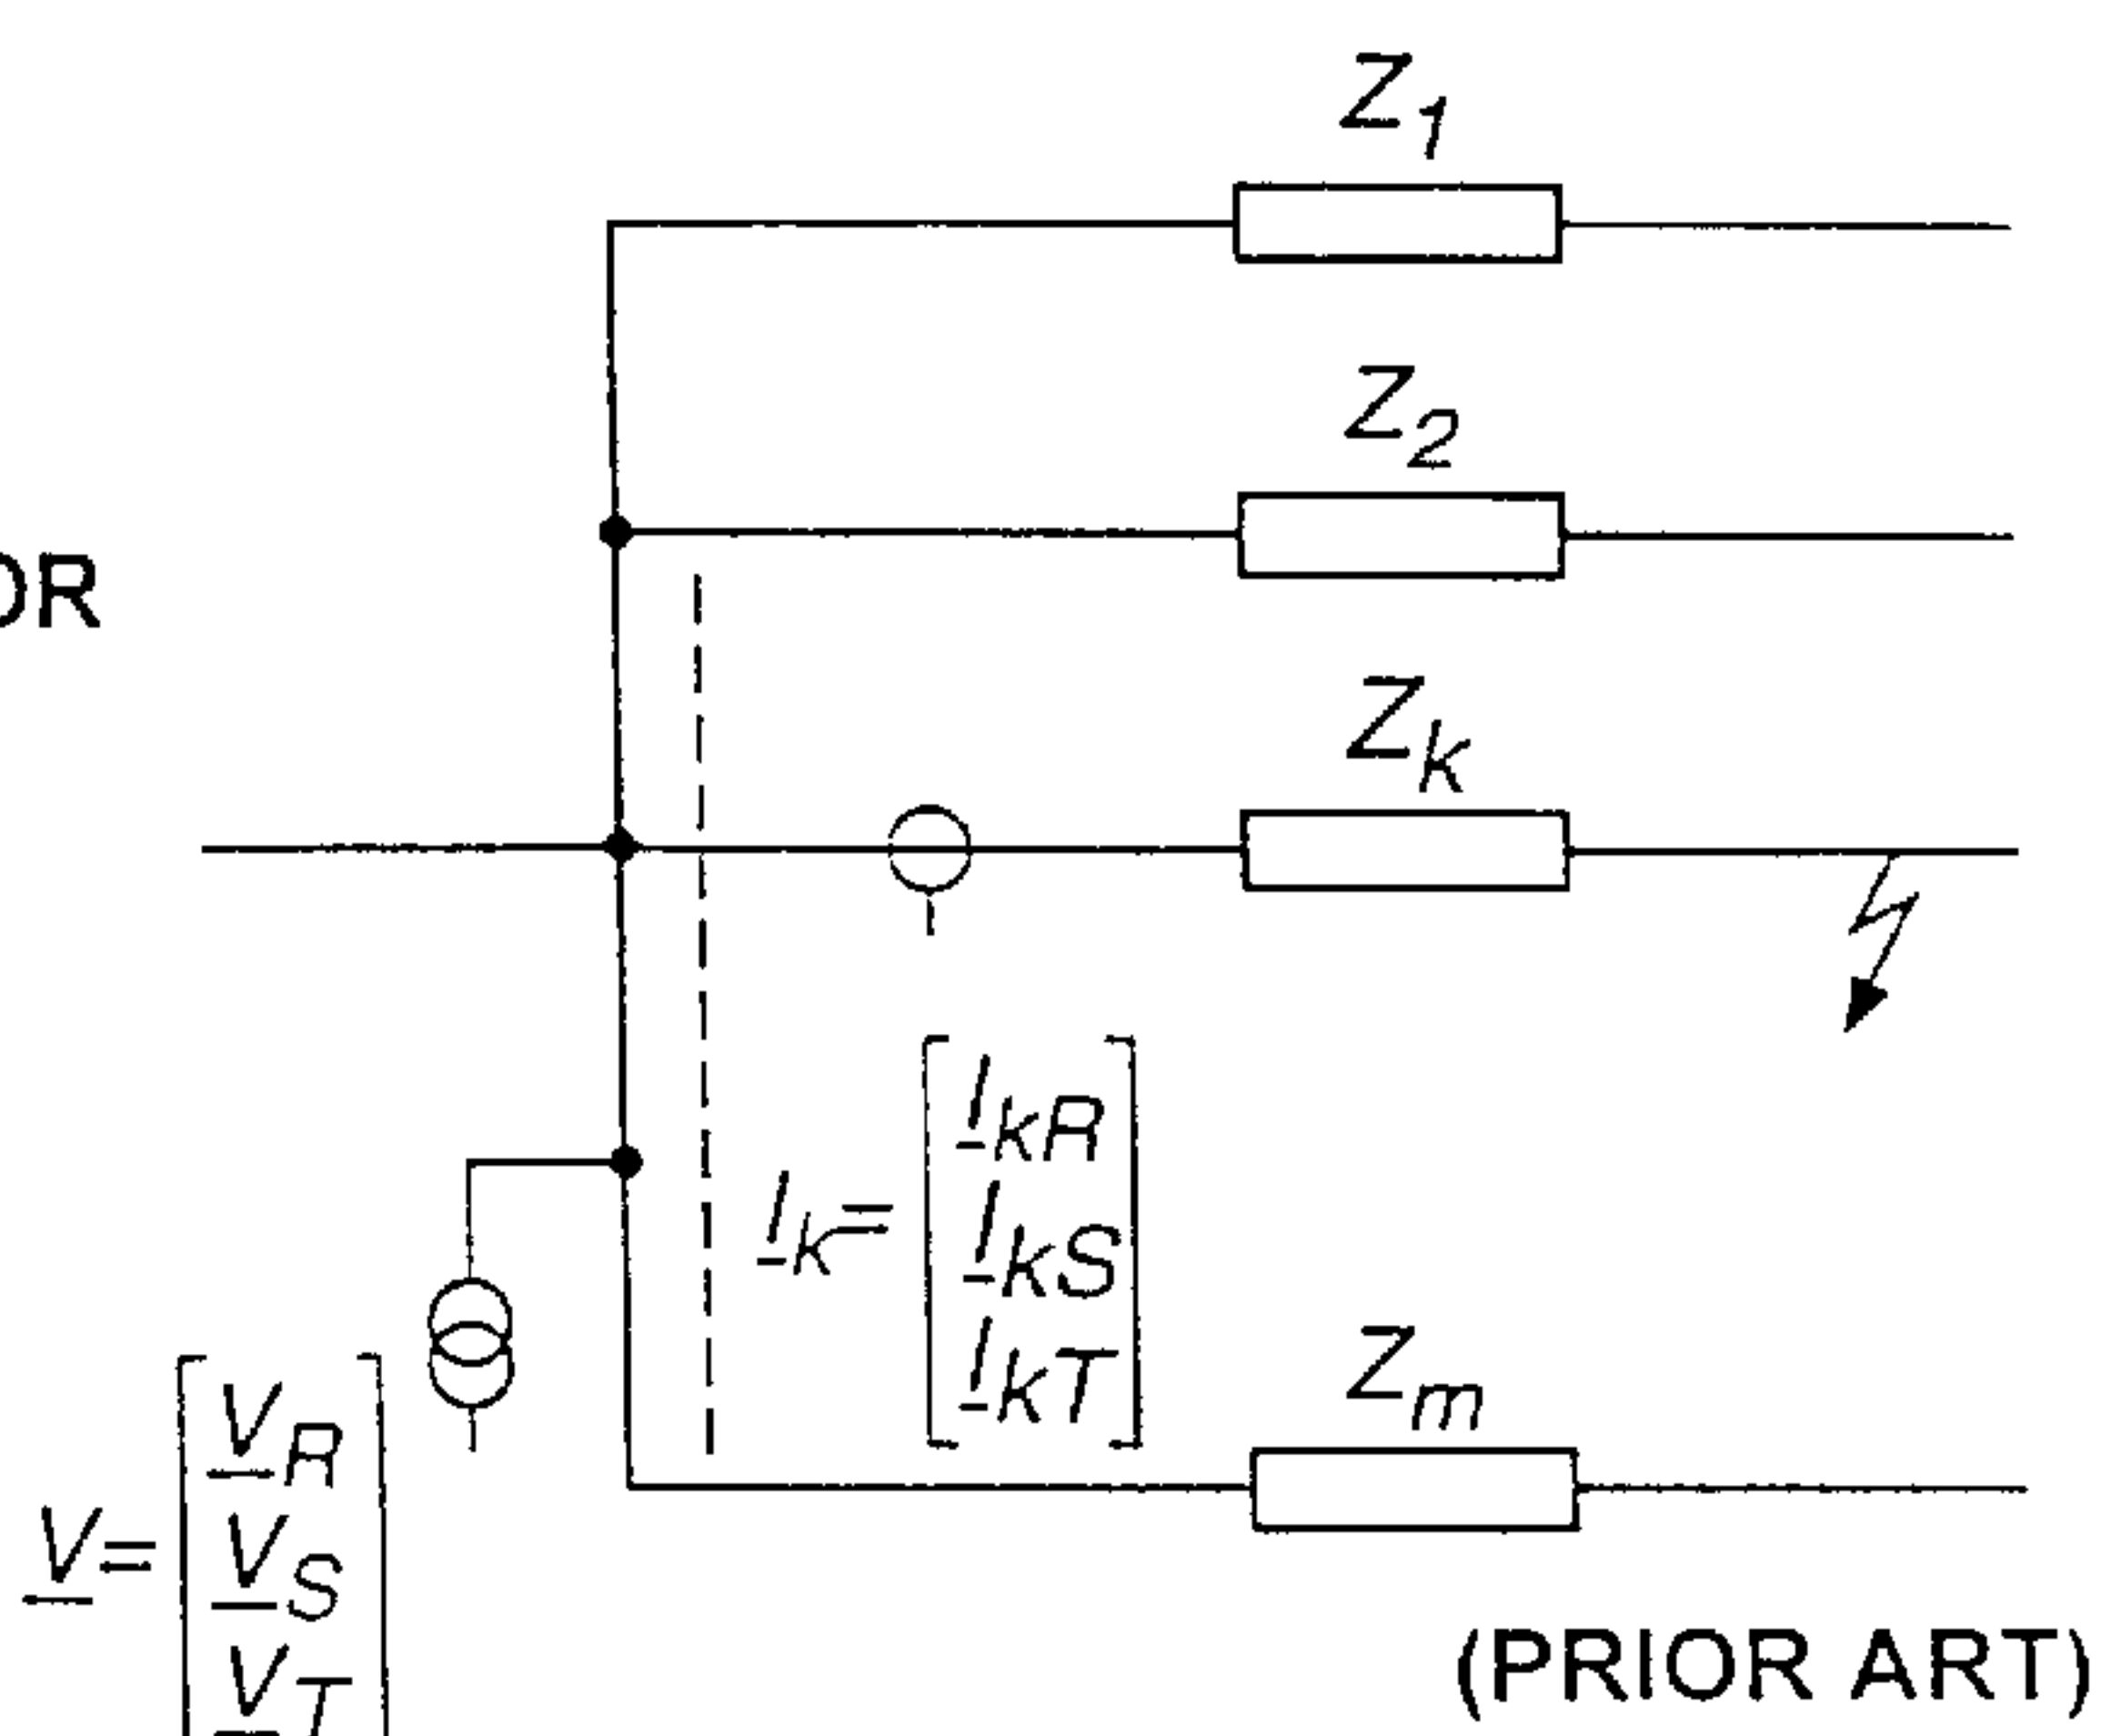 Z1
Z2
OR
Zk
IkR
Ik=
IkS
IkT
Zm
VR
V=
VS
VT
(PRIOR ART)